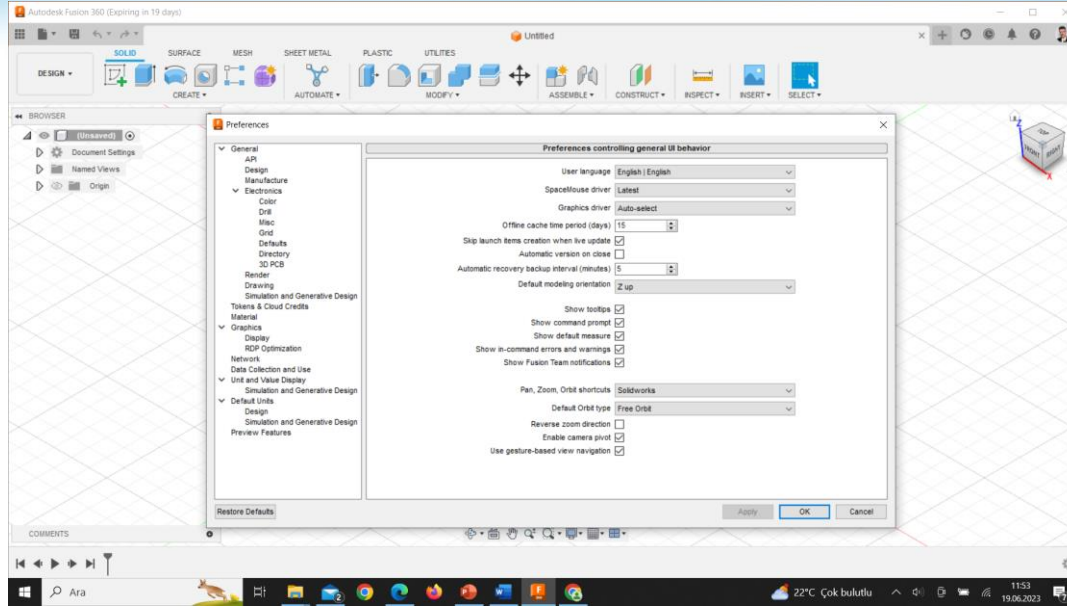 Autodesk Fusion 360 (Expiring in 19 days)
Untitled
SOLID SURFACE MESH SHEET METAL PLASTIC UTILITIES
DESIGN
CREATE AUTOMATE MODIFY ASSEMBLE CONSTRUCT INSPECT INSERT SELECT
BROWSER
(Unsaved)
Document Settings
Named Views
Origin
TOP
FRONT
RIGHT
Z
X
Preferences
General
API
Design
Manufacture
Electronics
Color
Drill
Misc
Grid
Defaults
Directory
3D PCB
Render
Drawing
Simulation and Generative Design
Tokens & Cloud Credits
Material
Graphics
Display
RDP Optimization
Network
Data Collection and Use
Unit and Value Display
Simulation and Generative Design
Default Units
Design
Simulation and Generative Design
Preview Features
Preferences controlling general UI behavior
User language English | English
SpaceMouse driver Latest
Graphics driver Auto-select
Offline cache time period (days) 15
Skip launch items creation when live update
Automatic version on close
Automatic recovery backup interval (minutes) 5
Default modeling orientation Z up
Show tooltips
Show command prompt
Show default measure
Show in-command errors and warnings
Show Fusion Team notifications
Pan, Zoom, Orbit shortcuts Solidworks
Default Orbit type Free Orbit
Reverse zoom direction
Enable camera pivot
Use gesture-based view navigation
Restore Defaults Apply OK Cancel
COMMENTS
Ara
2
22°C Çok bulutlu
11:53
19.06.2023